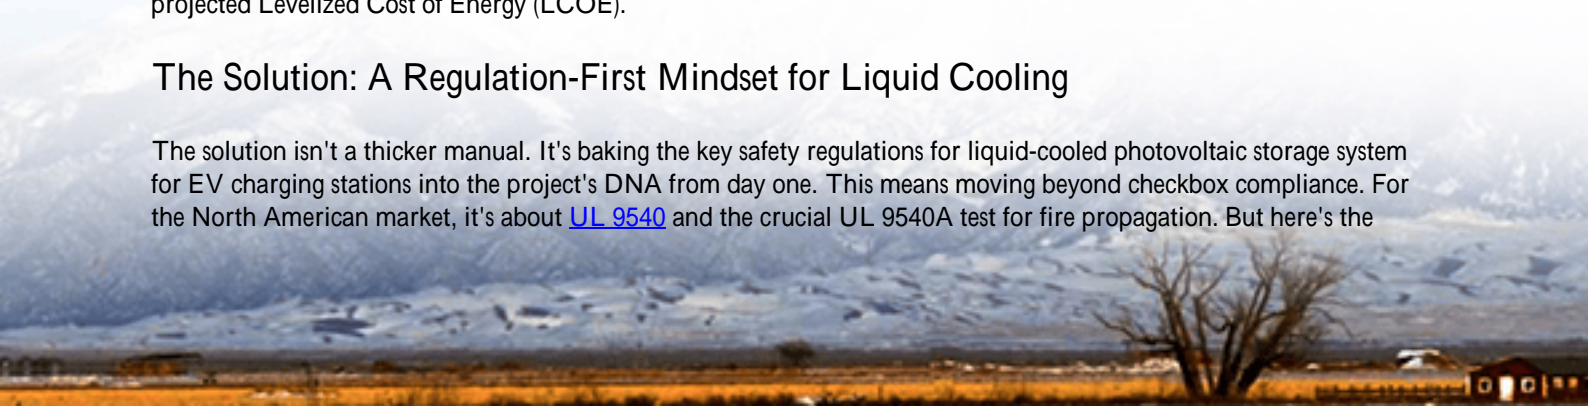 projected Levelized Cost of Energy (LCOE).
The Solution: A Regulation-First Mindset for Liquid Cooling
The solution isn't a thicker manual. It's baking the key safety regulations for liquid-cooled photovoltaic storage system
for EV charging stations into the project's DNA from day one. This means moving beyond checkbox compliance. For
the North American market, it's about UL 9540 and the crucial UL 9540A test for fire propagation. But here's the